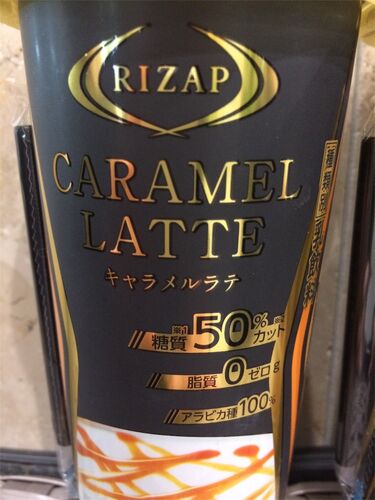 RIZAP
CARAMEL
LATTE
キャラメルラテ
※1 糖質50%カット
脂質0ゼロg
アラビカ種100%